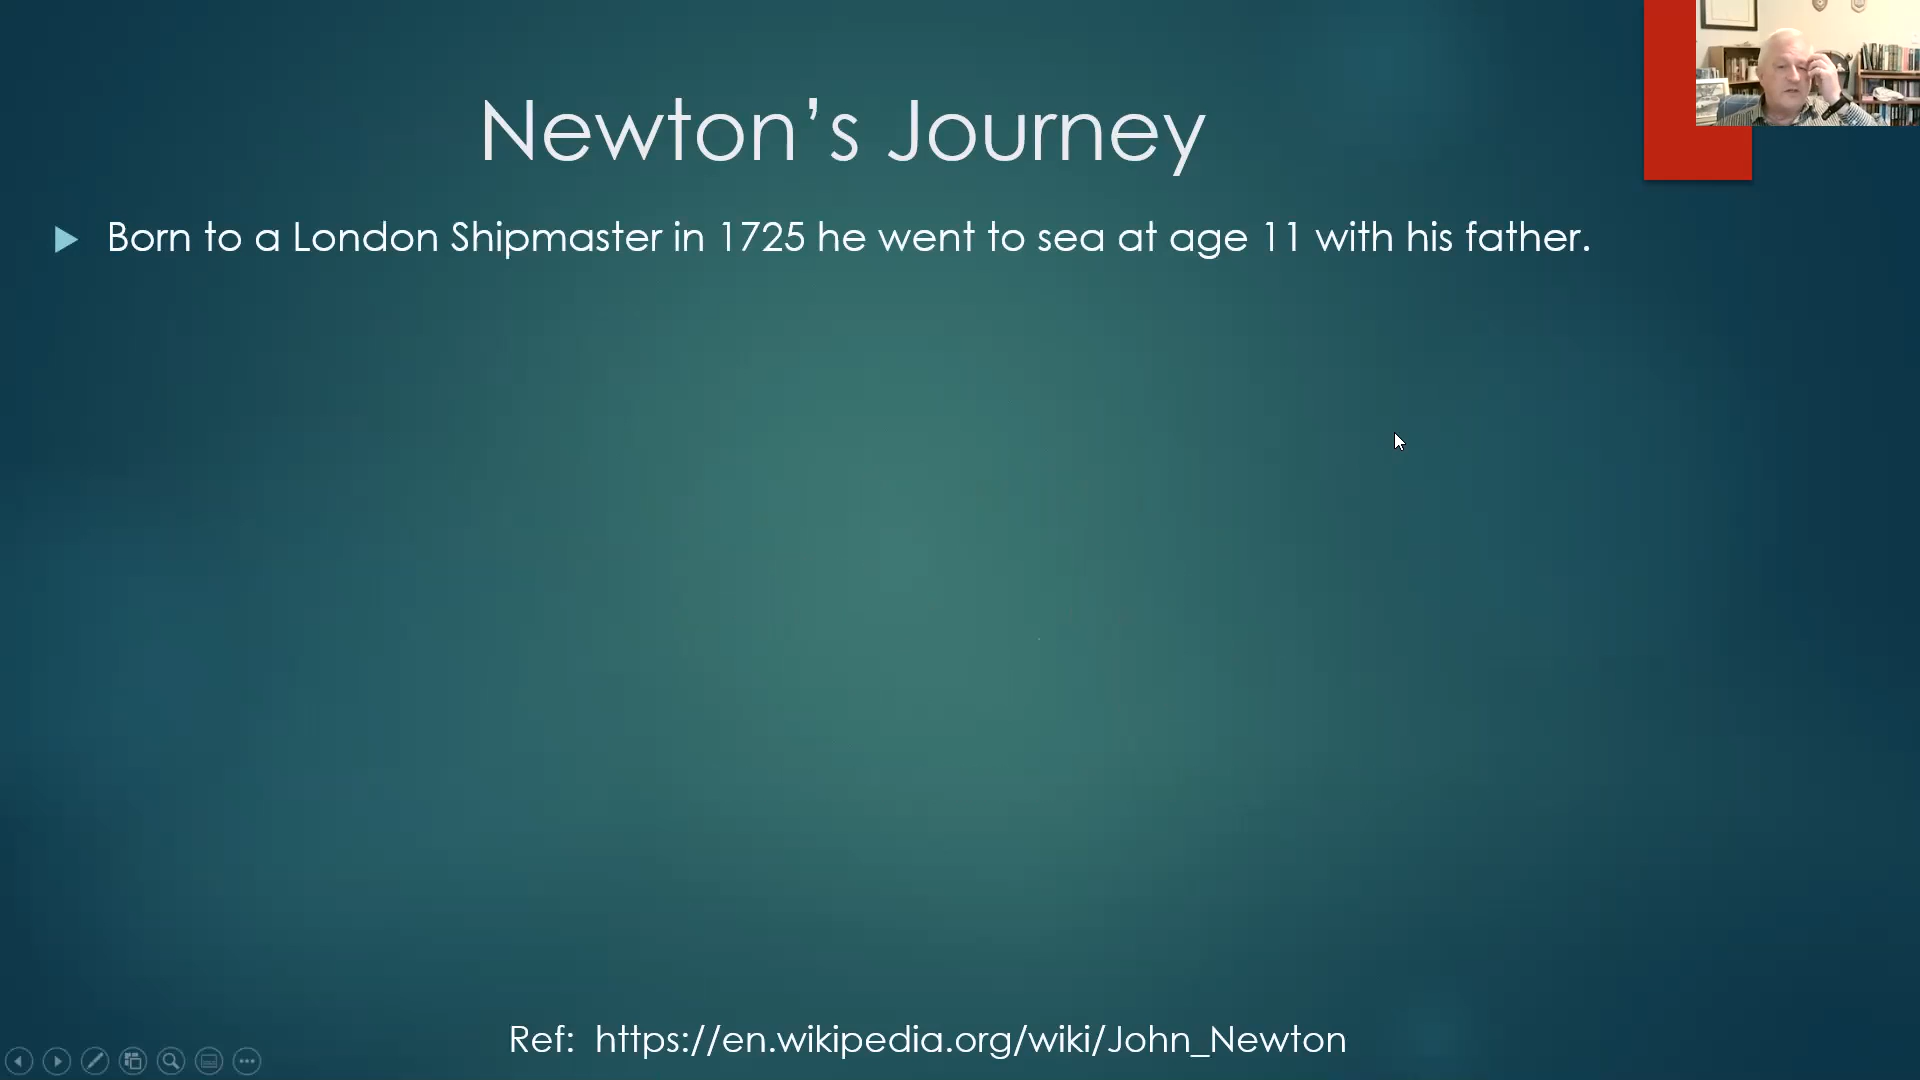 Newton’s Journey
Born to a London Shipmaster in 1725 he went to sea at age 11 with his father.
Ref:  https://en.wikipedia.org/wiki/John_Newton